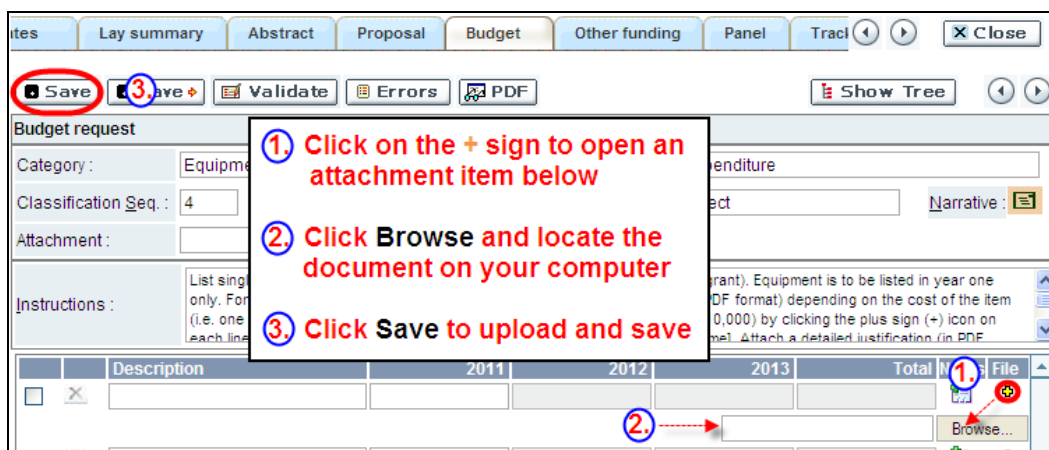 ates Lay summary Abstract Proposal Budget Other funding Panel Track Close
Save 3. Save Validate Errors PDF Show Tree
Budget request
1. Click on the + sign to open an
attachment item below
Category : Equipme enditure
Classification Seq. : 4 ect Narrative :
2. Click Browse and locate the
document on your computer
Attachment :
Instructions :
List singl grant). Equipment is to be listed in year one
only. For PDF format) depending on the cost of the item
(i.e. one 0,000) by clicking the plus sign (+) icon on
each line me]. Attach a detailed justification (in PDF
3. Click Save to upload and save
Description 2011 2012 2013 Total 1. File
2. Browse...